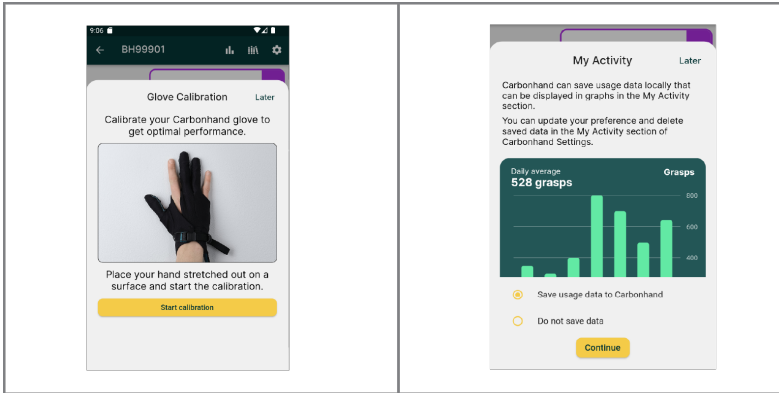 9:06
BH99901
Glove Calibration
Later
Calibrate your Carbonhand glove to
get optimal performance.
Place your hand stretched out on a
surface and start the calibration.
Start calibration
My Activity
Later
Carbonhand can save usage data locally that
can be displayed in graphs in the My Activity
section.
You can update your preference and delete
saved data in the My Activity section of
Carbonhand Settings.
Daily average
Grasps
528 grasps
800
600
400
Save usage data to Carbonhand
Do not save data
Continue